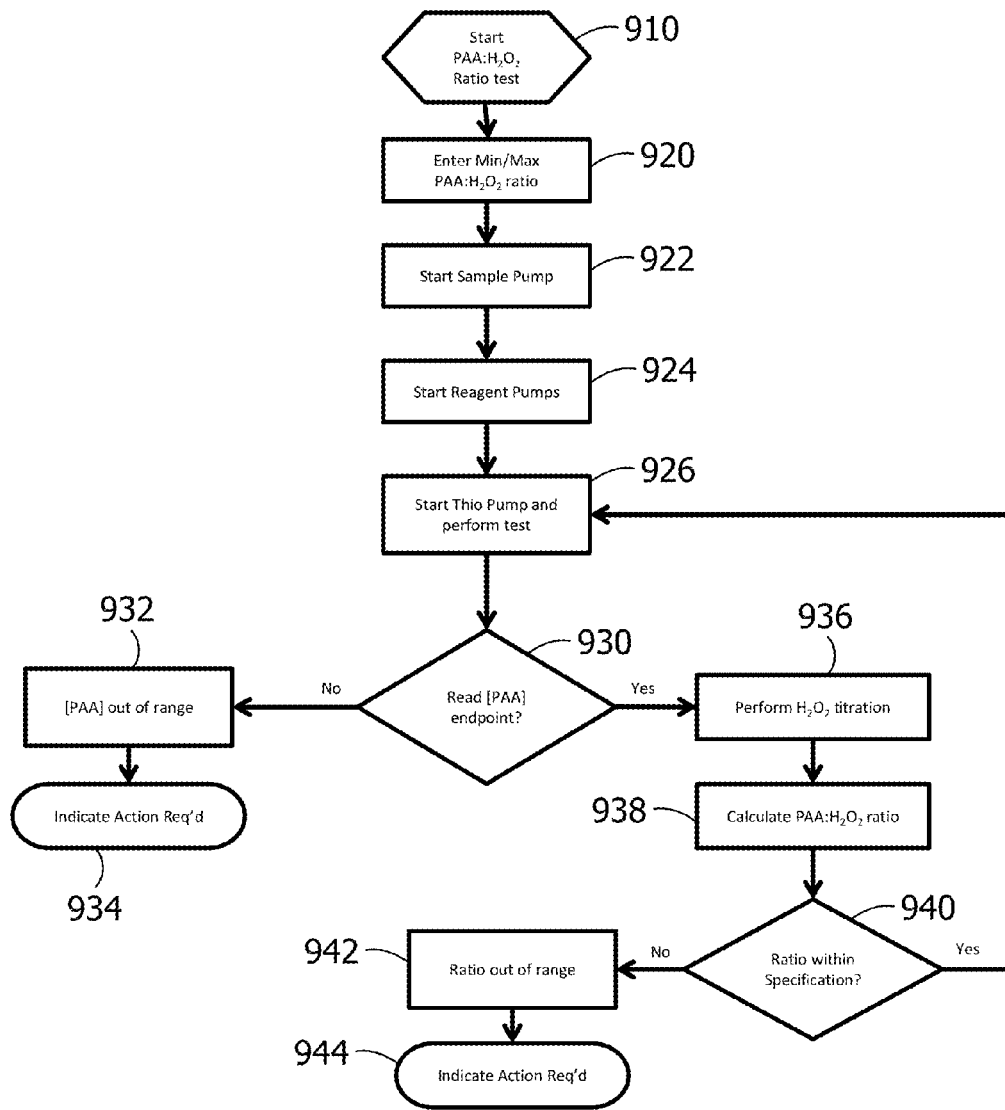 Start
PAA:H₂O₂
Ratio test
910
Enter Min/Max
PAA:H₂O₂ ratio
920
Start Sample Pump
922
Start Reagent Pumps
924
926
Start Thio Pump and
perform test
932
930
936
[PAA] out of range
No
Read [PAA]
endpoint?
Yes
Perform H₂O₂ titration
Indicate Action Req'd
934
938
Calculate PAA:H₂O₂ ratio
940
942
Ratio out of range
No
Ratio within
Specification?
Yes
944
Indicate Action Req'd